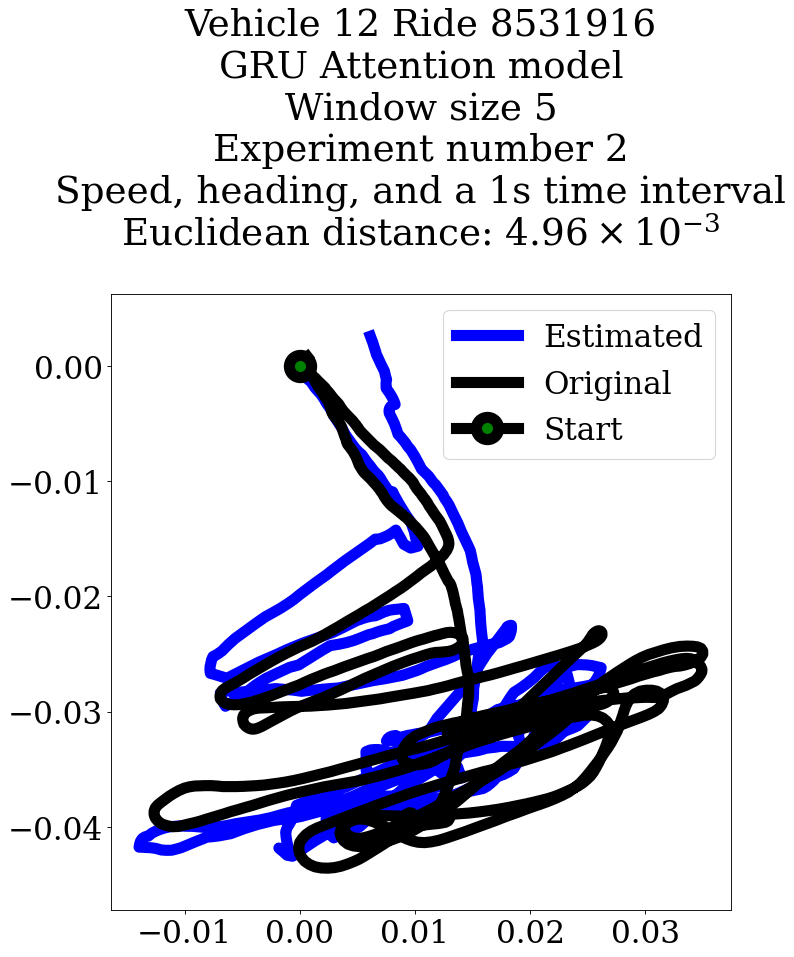 Vehicle 12 Ride 8531916
GRU Attention model
Window size 5
Experiment number 2
Speed, heading, and a 1s time interval
Euclidean distance: 4.96 × 10⁻³
Estimated
Original
Start
0.00
−0.01
−0.02
−0.03
−0.04
−0.01 0.00 0.01 0.02 0.03